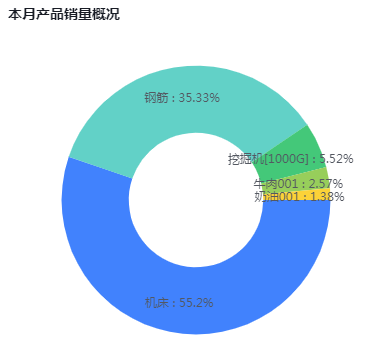 本月产品销量概况
钢筋 : 35.33%
挖掘机[1000G] : 5.52%
牛肉001 : 2.57%
奶油001 : 1.38%
机床 : 55.2%